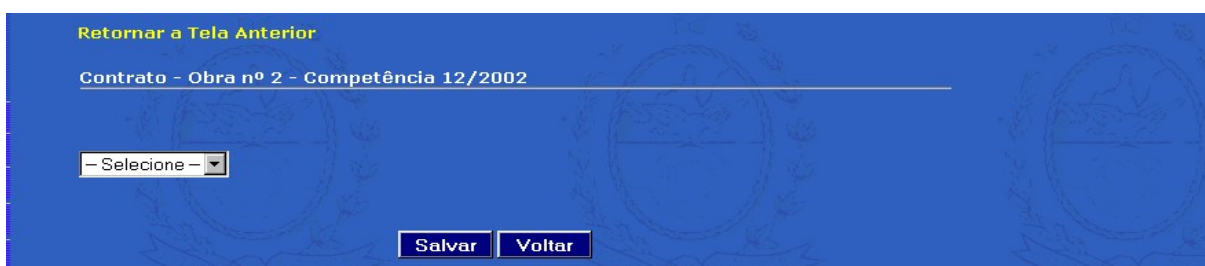 Retornar a Tela Anterior
Contrato - Obra nº 2 - Competência 12/2002
– Selecione –
Salvar Voltar